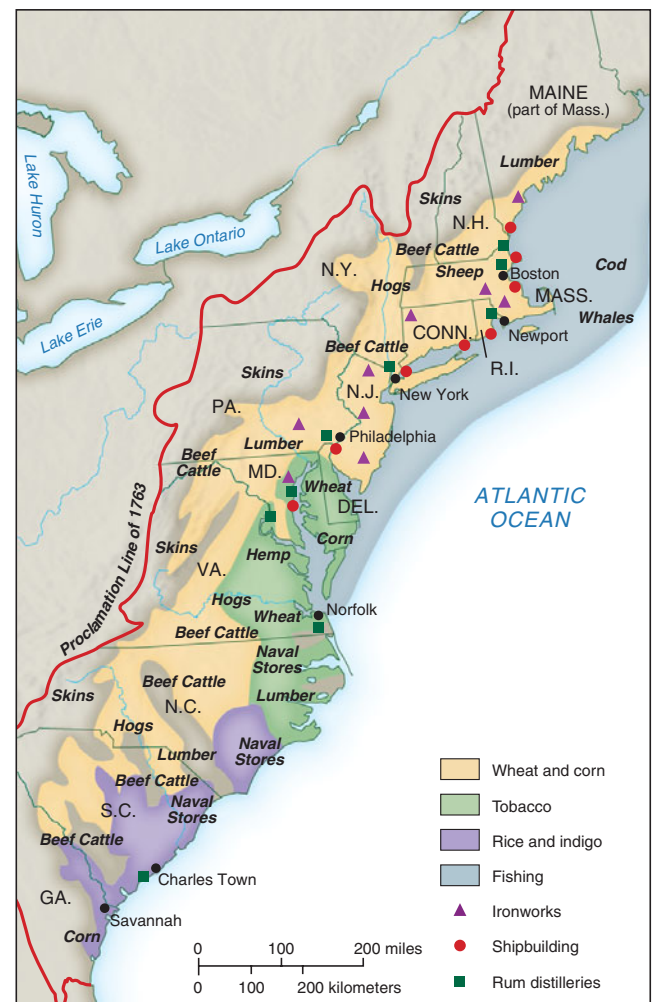 MAINE
(part of Mass.)
Lumber
Lake Huron
Skins
N.H.
Lake Ontario
Beef Cattle
N.Y.
Sheep
Boston
Cod
Hogs
MASS.
Lake Erie
Whales
CONN.
Newport
Beef Cattle
R.I.
Skins
N.J.
New York
PA.
Lumber
Philadelphia
Beef
Cattle
MD.
Wheat
DEL.
ATLANTIC
OCEAN
Corn
Proclamation Line of 1763
Skins
Hemp
VA.
Hogs
Wheat
Norfolk
Beef Cattle
Naval
Stores
Beef Cattle
Skins
N.C.
Lumber
Hogs
Lumber
Naval
Stores
Beef Cattle
S.C.
Naval
Stores
Beef Cattle
Charles Town
GA.
Savannah
Corn
Wheat and corn
Tobacco
Rice and indigo
Fishing
Ironworks
Shipbuilding
Rum distilleries
0 100 200 miles
0 100 200 kilometers